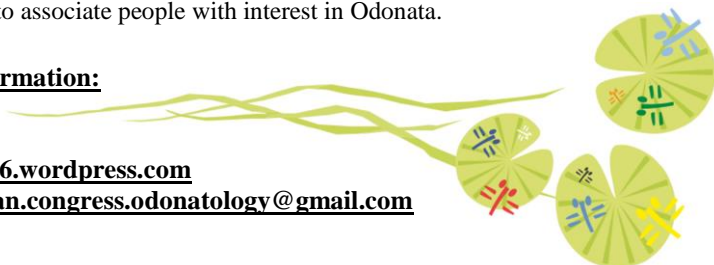 to associate people with interest in Odonata.
rmation:
6.wordpress.com
an.congress.odonatology@gmail.com